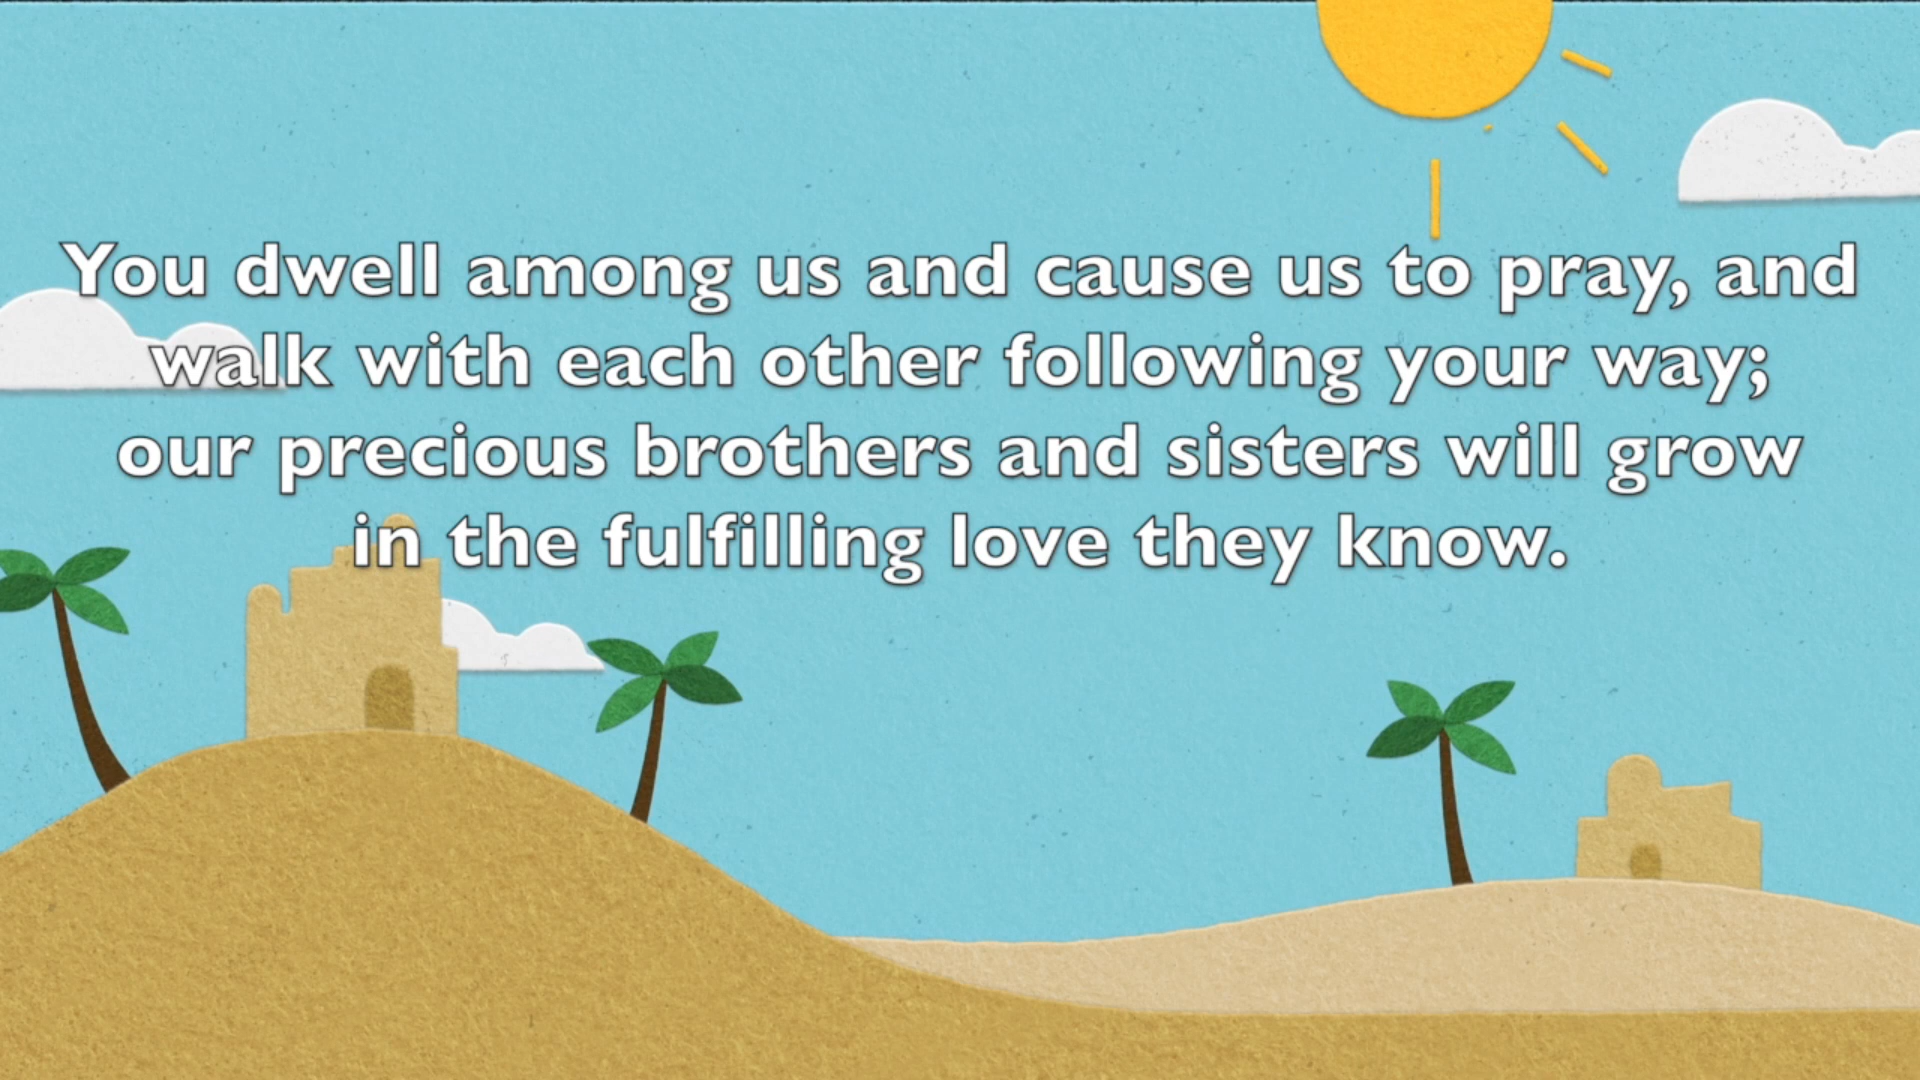 You dwell among us and cause us to pray, and
walk with each other following your way;
our precious brothers and sisters will grow
in the fulfilling love they know.